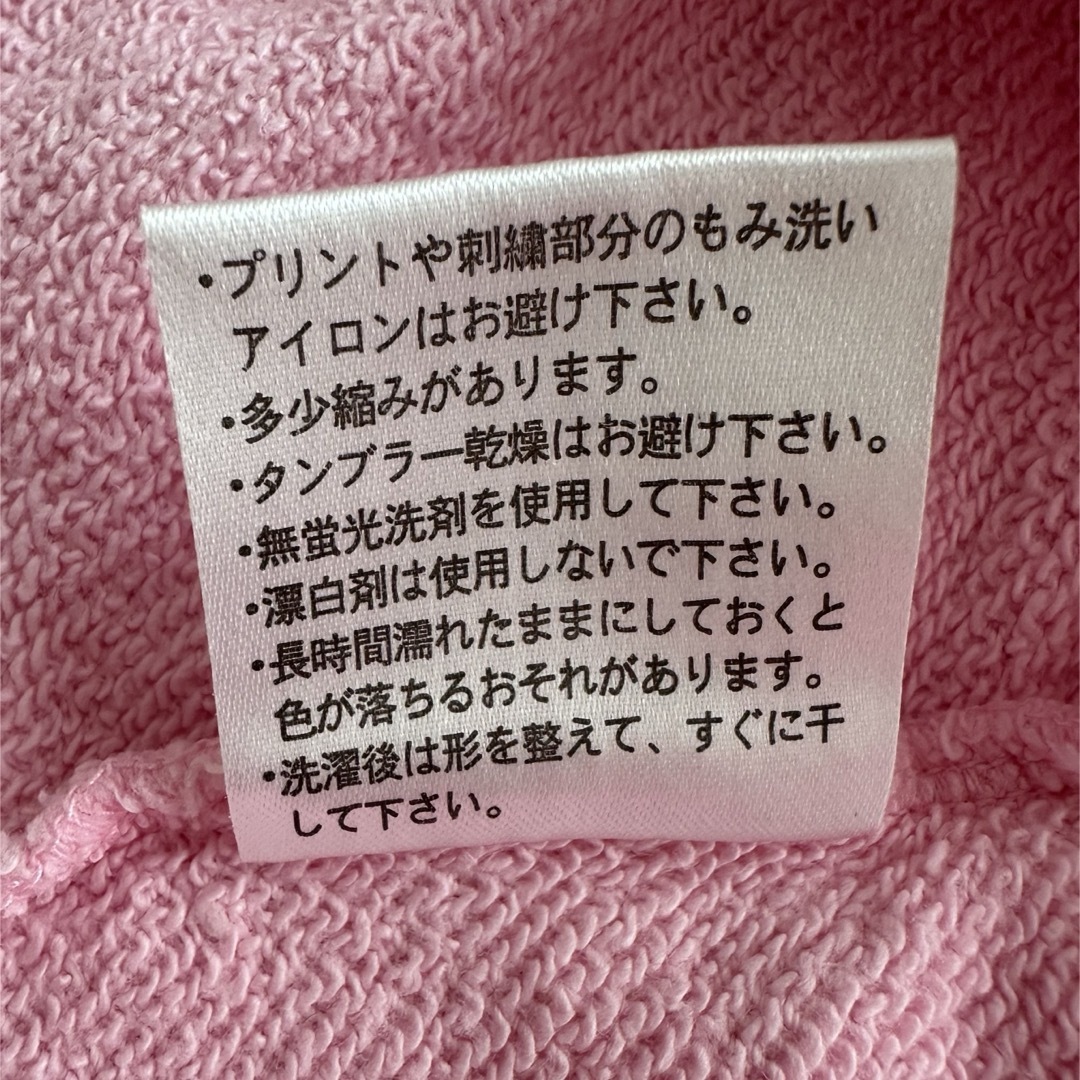 ・プリントや刺繍部分のもみ洗い
アイロンはお避け下さい。
・多少縮みがあります。
・タンブラー乾燥はお避け下さい。
・無蛍光洗剤を使用して下さい。
・漂白剤は使用しないで下さい。
・長時間濡れたままにしておくと
色が落ちるおそれがあります。
・洗濯後は形を整えて、すぐに干
して下さい。